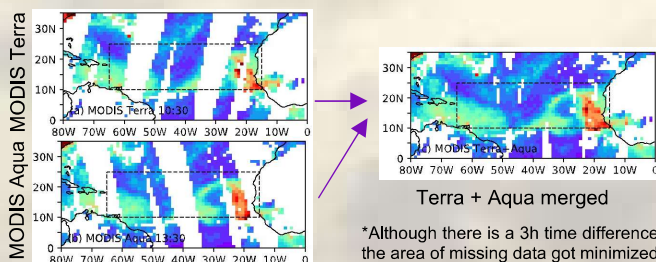 MODIS Terra
30N
20N
10N
0
(a) MODIS Terra 10:30
80W 70W 60W 50W 40W 30W 20W 10W 0
MODIS Aqua
30N
20N
10N
0
(b) MODIS Aqua 13:30
80W 70W 60W 50W 40W 30W 20W 10W 0
30N
20N
10N
0
(c) MODIS Terra+Aqua
80W 70W 60W 50W 40W 30W 20W 10W 0
Terra + Aqua merged
*Although there is a 3h time difference
the area of missing data got minimized